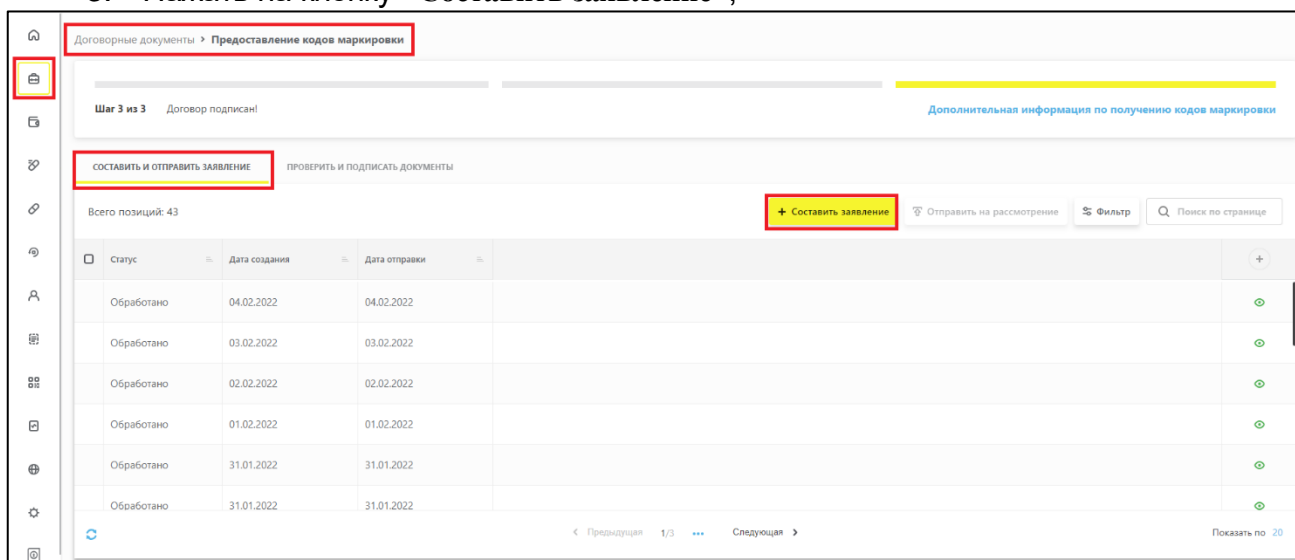 Договорные документы > Предоставление кодов маркировки
Шаг 3 из 3 Договор подписан! Дополнительная информация по получению кодов маркировки
СОСТАВИТЬ И ОТПРАВИТЬ ЗАЯВЛЕНИЕ ПРОВЕРИТЬ И ПОДПИСАТЬ ДОКУМЕНТЫ
Всего позиций: 43 + Составить заявление Отправить на рассмотрение Фильтр Поиск по странице
Статус Дата создания Дата отправки
Обработано 04.02.2022 04.02.2022
Обработано 03.02.2022 03.02.2022
Обработано 02.02.2022 02.02.2022
Обработано 01.02.2022 01.02.2022
Обработано 31.01.2022 31.01.2022
Обработано 31.01.2022 31.01.2022
< Предыдущая 1/3 ••• Следующая > Показать по 20